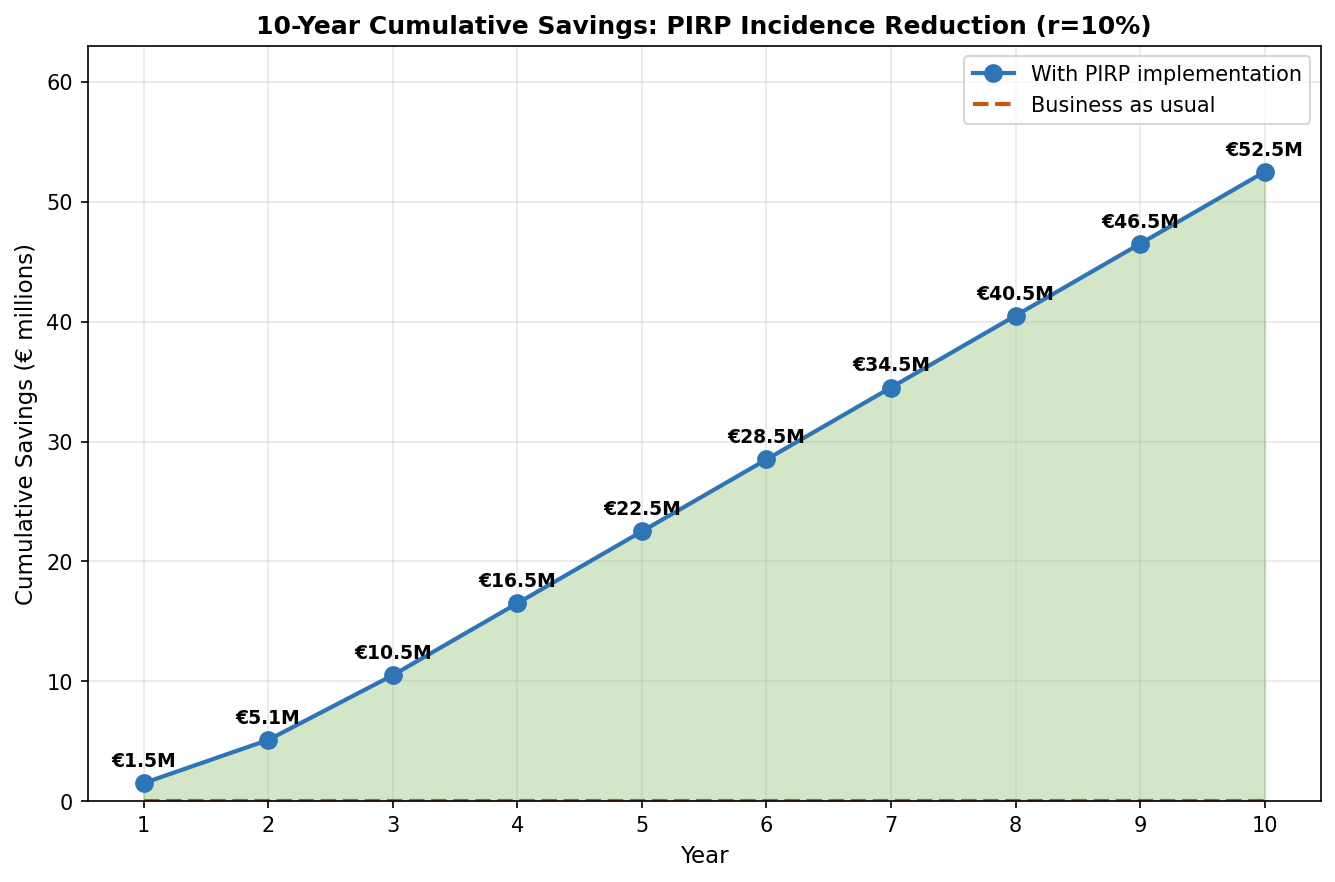 10-Year Cumulative Savings: PIRP Incidence Reduction (r=10%)
With PIRP implementation
Business as usual
Cumulative Savings (€ millions)
60
50
40
30
20
10
0
€1.5M
€5.1M
€10.5M
€16.5M
€22.5M
€28.5M
€34.5M
€40.5M
€46.5M
€52.5M
1 2 3 4 5 6 7 8 9 10
Year